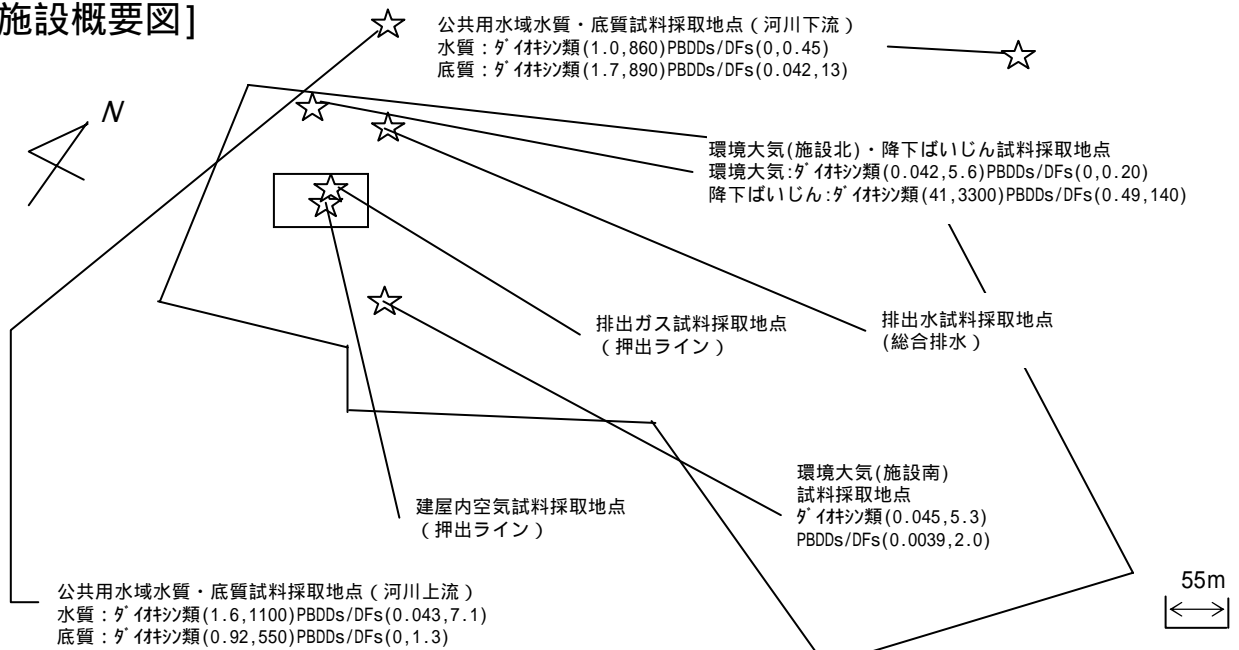 施設概要図]
公共用水域水質・底質試料採取地点(河川下流)
水質:ダイオキシン類(1.0,860)PBDDs/DFs(0,0.45)
底質:ダイオキシン類(1.7,890)PBDDs/DFs(0.042,13)
N
環境大気(施設北)・降下ばいじん試料採取地点
環境大気:ダイオキシン類(0.042,5.6)PBDDs/DFs(0,0.20)
降下ばいじん:ダイオキシン類(41,3300)PBDDs/DFs(0.49,140)
排出ガス試料採取地点
(押出ライン)
排出水試料採取地点
(総合排水)
環境大気(施設南)
試料採取地点
ダイオキシン類(0.045,5.3)
PBDDs/DFs(0.0039,2.0)
建屋内空気試料採取地点
(押出ライン)
55m
公共用水域水質・底質試料採取地点(河川上流)
水質:ダイオキシン類(1.6,1100)PBDDs/DFs(0.043,7.1)
底質:ダイオキシン類(0.92,550)PBDDs/DFs(0,1.3)